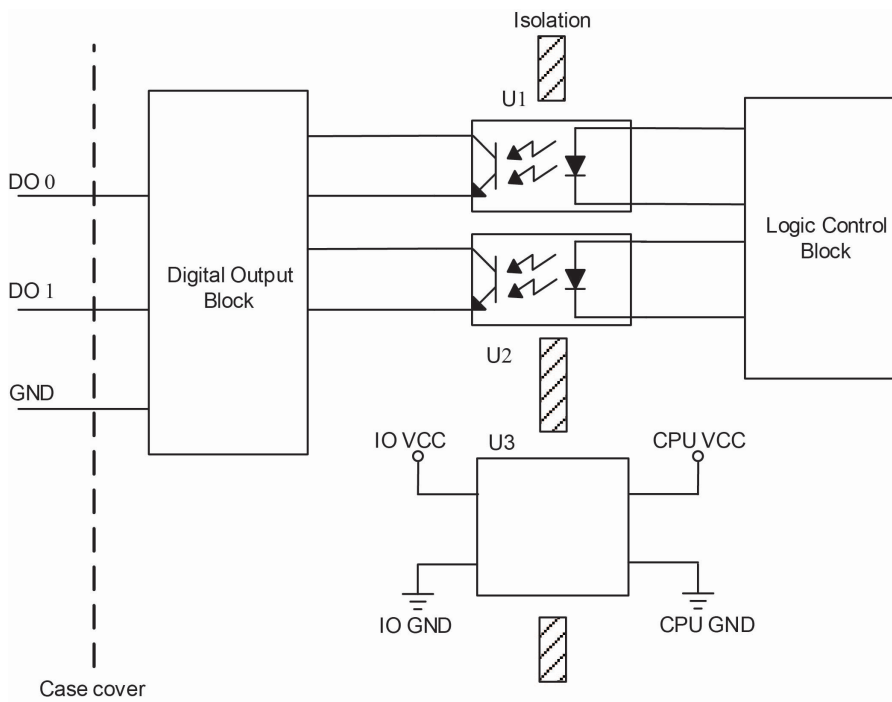 Isolation
U1
DO 0
Logic Control
Block
Digital Output
Block
DO 1
U2
GND
IO VCC
U3
CPU VCC
IO GND
CPU GND
Case cover